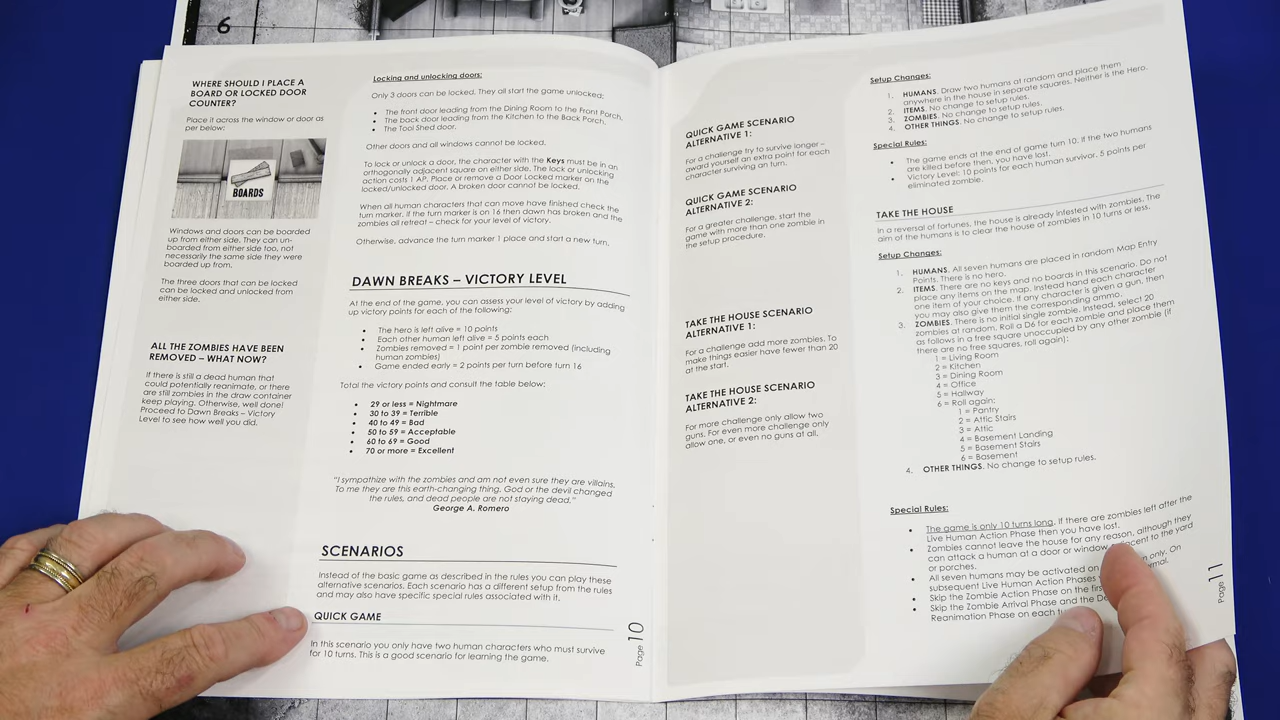 6
WHERE SHOULD I PLACE A
BOARD OR LOCKED DOOR
COUNTER?
Place it across the window or door as
per below:
BOARDS
Windows and doors can be boarded
up from either side. They can un-
boarded from either side too, not
necessarily the same side they were
boarded up from.
The three doors that can be locked
can be locked and unlocked from
either side.
ALL THE ZOMBIES HAVE BEEN
REMOVED – WHAT NOW?
If there is still a dead human that
could potentially reanimate, or there
are still zombies in the draw container
keep playing. Otherwise, well done!
Proceed to Dawn Breaks – Victory
Level to see how well you did.
Locking and unlocking doors:
Only 3 doors can be locked. They all start the game unlocked:
• The front door leading from the Dining Room to the Front Porch.
• The back door leading from the Kitchen to the Back Porch.
• The Tool Shed door.
Other doors and all windows cannot be locked.
To lock or unlock a door, the character with the Keys must be in an
orthogonally adjacent square on either side. The lock or unlocking
action costs 1 AP. Place or remove a Door Locked marker on the
locked/unlocked door. A broken door cannot be locked.
When all human characters that can move have finished check the
turn marker. If the turn marker is on 16 then dawn has broken and the
zombies all retreat – check for your level of victory.
Otherwise, advance the turn marker 1 place and start a new turn.
DAWN BREAKS – VICTORY LEVEL
At the end of the game, you can assess your level of victory by adding
up victory points for each of the following:
• The hero is left alive = 10 points
• Each other human left alive = 5 points each
• Zombies removed = 1 point per zombie removed (including
human zombies)
• Game ended early = 2 points per turn before turn 16
Total the victory points and consult the table below:
• 29 or less = Nightmare
• 30 to 39 = Terrible
• 40 to 49 = Bad
• 50 to 59 = Acceptable
• 60 to 69 = Good
• 70 or more = Excellent
"I sympathize with the zombies and am not even sure they are villains.
To me they are this earth-changing thing. God or the devil changed
the rules, and dead people are not staying dead."
George A. Romero
SCENARIOS
Instead of the basic game as described in the rules you can play these
alternative scenarios. Each scenario has a different setup from the rules
and may also have specific special rules associated with it.
QUICK GAME
In this scenario you only have two human characters who must survive
for 10 turns. This is a good scenario for learning the game.
Page 10
QUICK GAME SCENARIO
ALTERNATIVE 1:
For a challenge try to survive longer –
award yourself an extra point for each
character surviving an turn.
QUICK GAME SCENARIO
ALTERNATIVE 2:
For a greater challenge, start the
game with more than one zombie in
the setup procedure.
TAKE THE HOUSE SCENARIO
ALTERNATIVE 1:
For a challenge add more zombies. To
make things easier have fewer than 20
at the start.
TAKE THE HOUSE SCENARIO
ALTERNATIVE 2:
For more challenge only allow two
guns. For even more challenge only
allow one, or even no guns at all.
Setup Changes:
1. HUMANS. Draw two humans at random and place them
anywhere in the house in separate squares. Neither is the Hero.
2. ITEMS. No change to setup rules.
3. ZOMBIES. No change to setup rules.
4. OTHER THINGS. No change to setup rules.
Special Rules:
• The game ends at the end of game turn 10. If the two humans
are killed before then, you have lost.
• Victory Level: 10 points for each human survivor. 5 points per
eliminated zombie.
TAKE THE HOUSE
In a reversal of fortunes, the house is already infested with zombies. The
aim of the humans is to clear the house of zombies in 10 turns or less.
Setup Changes:
1. HUMANS. All seven humans are placed in random Map Entry
Points. There is no hero.
2. ITEMS. There are no keys and no boards in this scenario. Do not
place any items on the map. Instead hand each character
one item of your choice. If any character is given a gun, then
you may also give them the corresponding ammo.
3. ZOMBIES. There is no initial single zombie. Instead, select 20
zombies at random. Roll a D6 for each zombie and place them
as follows in a free square unoccupied by any other zombie (if
there are no free squares, roll again):
1 = Living Room
2 = Kitchen
3 = Dining Room
4 = Office
5 = Hallway
6 = Roll again:
1 = Pantry
2 = Attic Stairs
3 = Attic
4 = Basement Landing
5 = Basement Stairs
6 = Basement
4. OTHER THINGS. No change to setup rules.
Special Rules:
• The game is only 10 turns long. If there are zombies left after the
Live Human Action Phase then you have lost.
• Zombies cannot leave the house for any reason, although they
can attack a human at a door or window adjacent to the yard
or porches.
• All seven humans may be activated on in only. On
subsequent Live Human Action Phases
• Skip the Zombie Action Phase on the first
• Skip the Zombie Arrival Phase and the
Reanimation Phase on each
Page 11